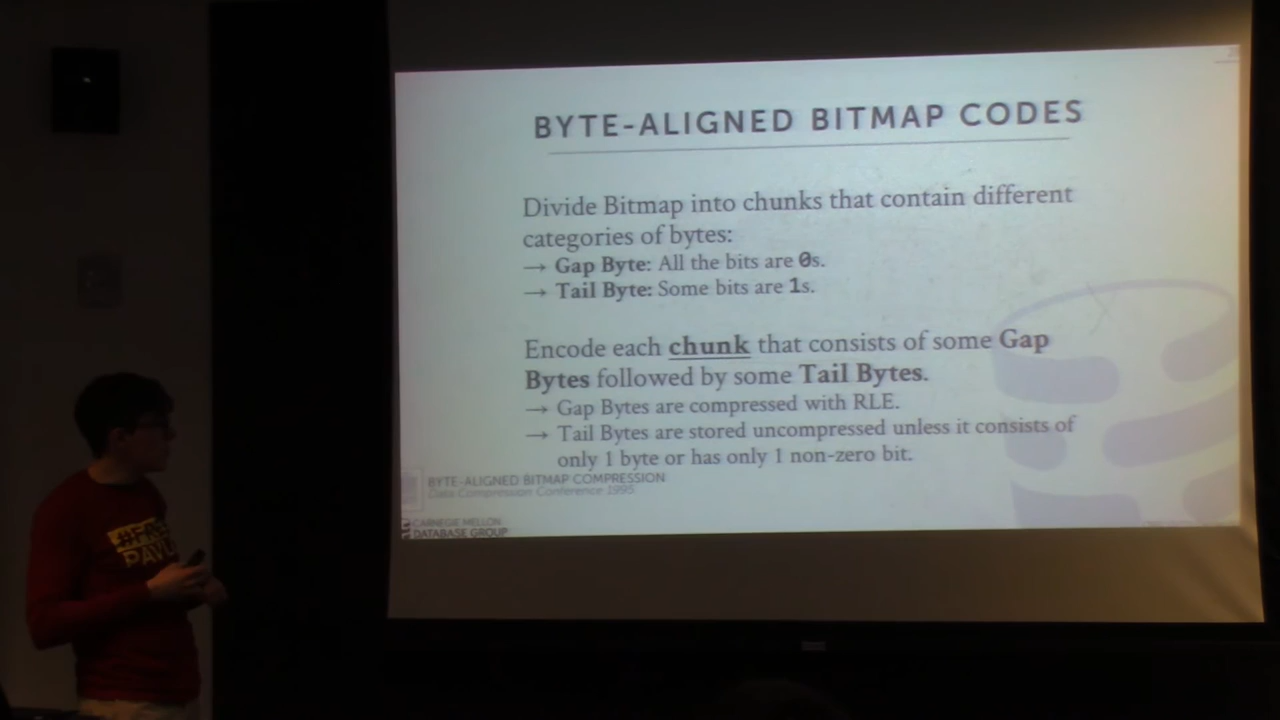 BYTE-ALIGNED BITMAP CODES
Divide Bitmap into chunks that contain different
categories of bytes:
→ Gap Byte: All the bits are 0s.
→ Tail Byte: Some bits are 1s.
Encode each chunk that consists of some Gap
Bytes followed by some Tail Bytes.
→ Gap Bytes are compressed with RLE.
→ Tail Bytes are stored uncompressed unless it consists of
only 1 byte or has only 1 non-zero bit.
BYTE-ALIGNED BITMAP COMPRESSION
Data Compression Conference 1995
CARNEGIE MELLON
DATABASE GROUP